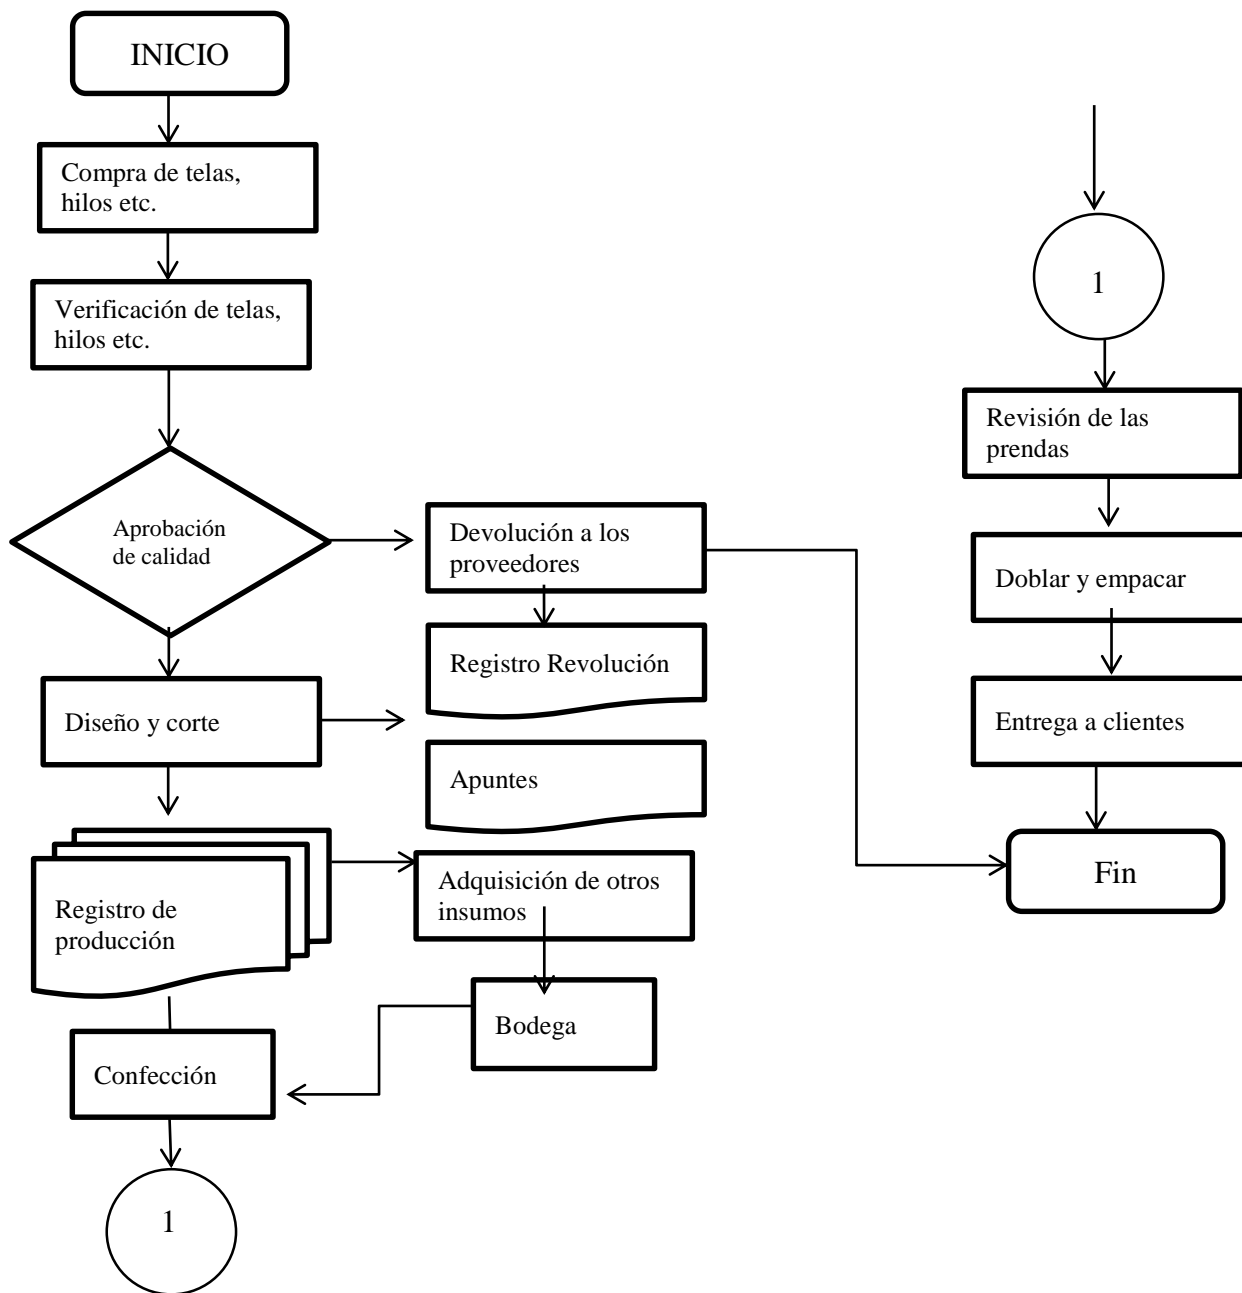 INICIO
Compra de telas,
hilos etc.
Verificación de telas,
hilos etc.
Aprobación
de calidad
Devolución a los
proveedores
Registro Revolución
Diseño y corte
Apuntes
Registro de
producción
Adquisición de otros
insumos
Bodega
Confección
1
1
Revisión de las
prendas
Doblar y empacar
Entrega a clientes
Fin